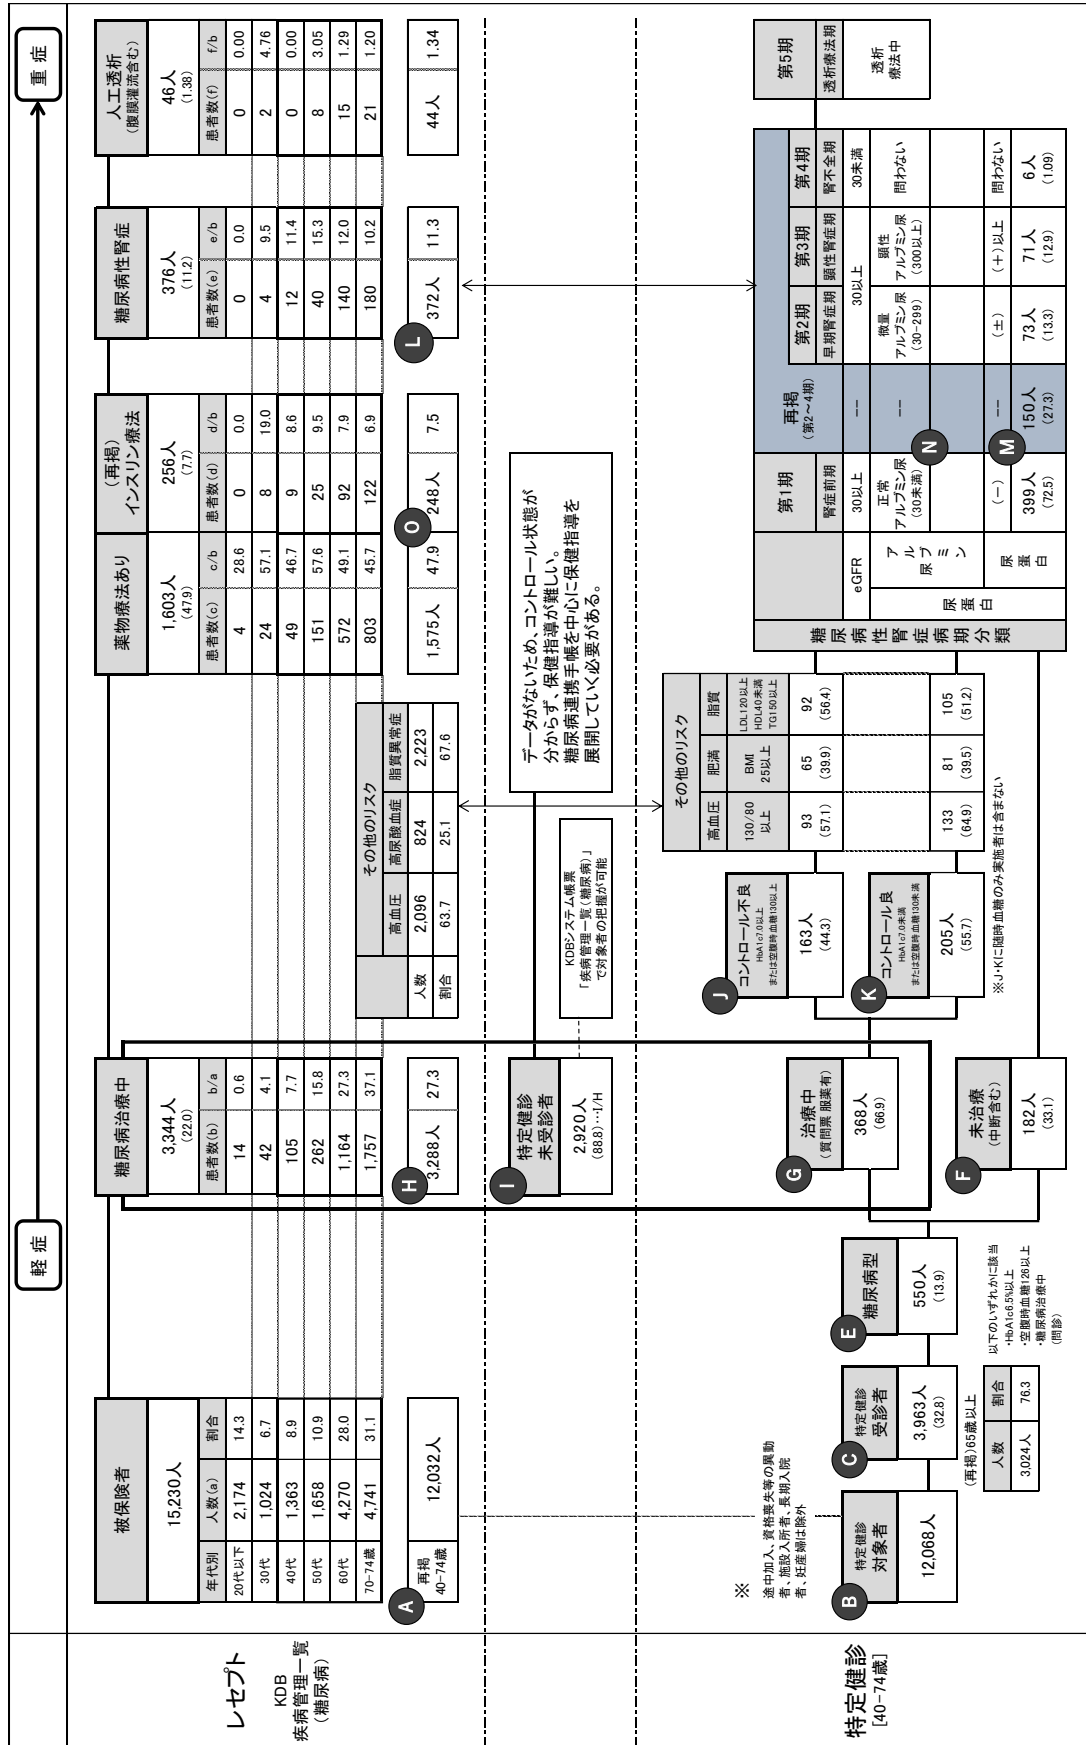 軽症
重症
レセプト
KDB
疾病管理一覧
(糖尿病)
被保険者
15,230人
年代別 人数(a) 割合
20代以下 2,174 14.3
30代 1,024 6.7
40代 1,363 8.9
50代 1,658 10.9
60代 4,270 28.0
70-74歳 4,741 31.1
A
再掲
40-74歳
12,032人
糖尿病治療中
3,344人
(22.0)
患者数(b) b/a
14 0.6
42 4.1
105 7.7
262 15.8
1,164 27.3
1,757 37.1
H
3,288人 27.3
その他のリスク
高血圧 高尿酸血症 脂質異常症
人数 2,096 824 2,223
割合 63.7 25.1 67.6
薬物療法あり
1,603人
(47.9)
患者数(c) c/b
4 28.6
24 57.1
49 46.7
151 57.6
572 49.1
803 45.7
1,575人 47.9
O
(再掲)
インスリン療法
256人
(7.7)
患者数(d) d/b
0 0.0
8 19.0
9 8.6
25 9.5
92 7.9
122 6.9
248人 7.5
糖尿病性腎症
376人
(11.2)
患者数(e) e/b
0 0.0
4 9.5
12 11.4
40 15.3
140 12.0
180 10.2
L
372人 11.3
人工透析
(腹膜灌流含む)
46人
(1.38)
患者数(f) f/b
0 0.00
2 4.76
0 0.00
8 3.05
15 1.29
21 1.20
44人 1.34
I
特定健診
未受診者
2,920人
(88.8)…I/H
KDBシステム帳票
「疾病管理一覧(糖尿病)」
で対象者の把握が可能
データがないため、コントロール状態が
分からず、保健指導が難しい。
糖尿病連携手帳を中心に保健指導を
展開していく必要がある。
特定健診
[40-74歳]
※
途中加入、資格喪失等の異動
者、施設入所者、長期入院
者、妊産婦は除外
B
特定健診
対象者
12,068人
C
特定健診
受診者
3,963人
(32.8)
(再掲)65歳以上
人数 割合
3,024人 76.3
E
糖尿病型
550人
(13.9)
以下のいずれかに該当
・HbA1c6.5%以上
・空腹時血糖126以上
・糖尿病治療中
(問診)
G
治療中
(質問票 服薬有)
368人
(66.9)
F
未治療
(中断含む)
182人
(33.1)
J
コントロール不良
HbA1c7.0以上
または空腹時血糖130以上
163人
(44.3)
K
コントロール良
HbA1c7.0未満
または空腹時血糖130未満
205人
(55.7)
※J・Kに随時血糖のみ実施者は含まない
その他のリスク
高血圧 肥満 脂質
130/80
以上
BMI
25以上
LDL120以上
HDL40未満
TG150以上
93 65 92
(57.1) (39.9) (56.4)
133 81 105
(64.9) (39.5) (51.2)
糖尿病性腎症病期分類
第1期 再掲
(第2~4期)
第2期 第3期 第4期 第5期
腎症前期 早期腎症期 顕性腎症期 腎不全期 透析療法期
eGFR 30以上 -- 30以上 30未満
透析
療法中
尿蛋白
アルブミン
尿
正常
アルブミン尿
(30未満)
--
微量
アルブミン尿
(30-299)
顕性
アルブミン尿
(300以上)
問わない
N
尿蛋白
(-) -- (±) (+)以上 問わない
M
399人 150人 73人 71人 6人
(72.5) (27.3) (13.3) (12.9) (1.09)